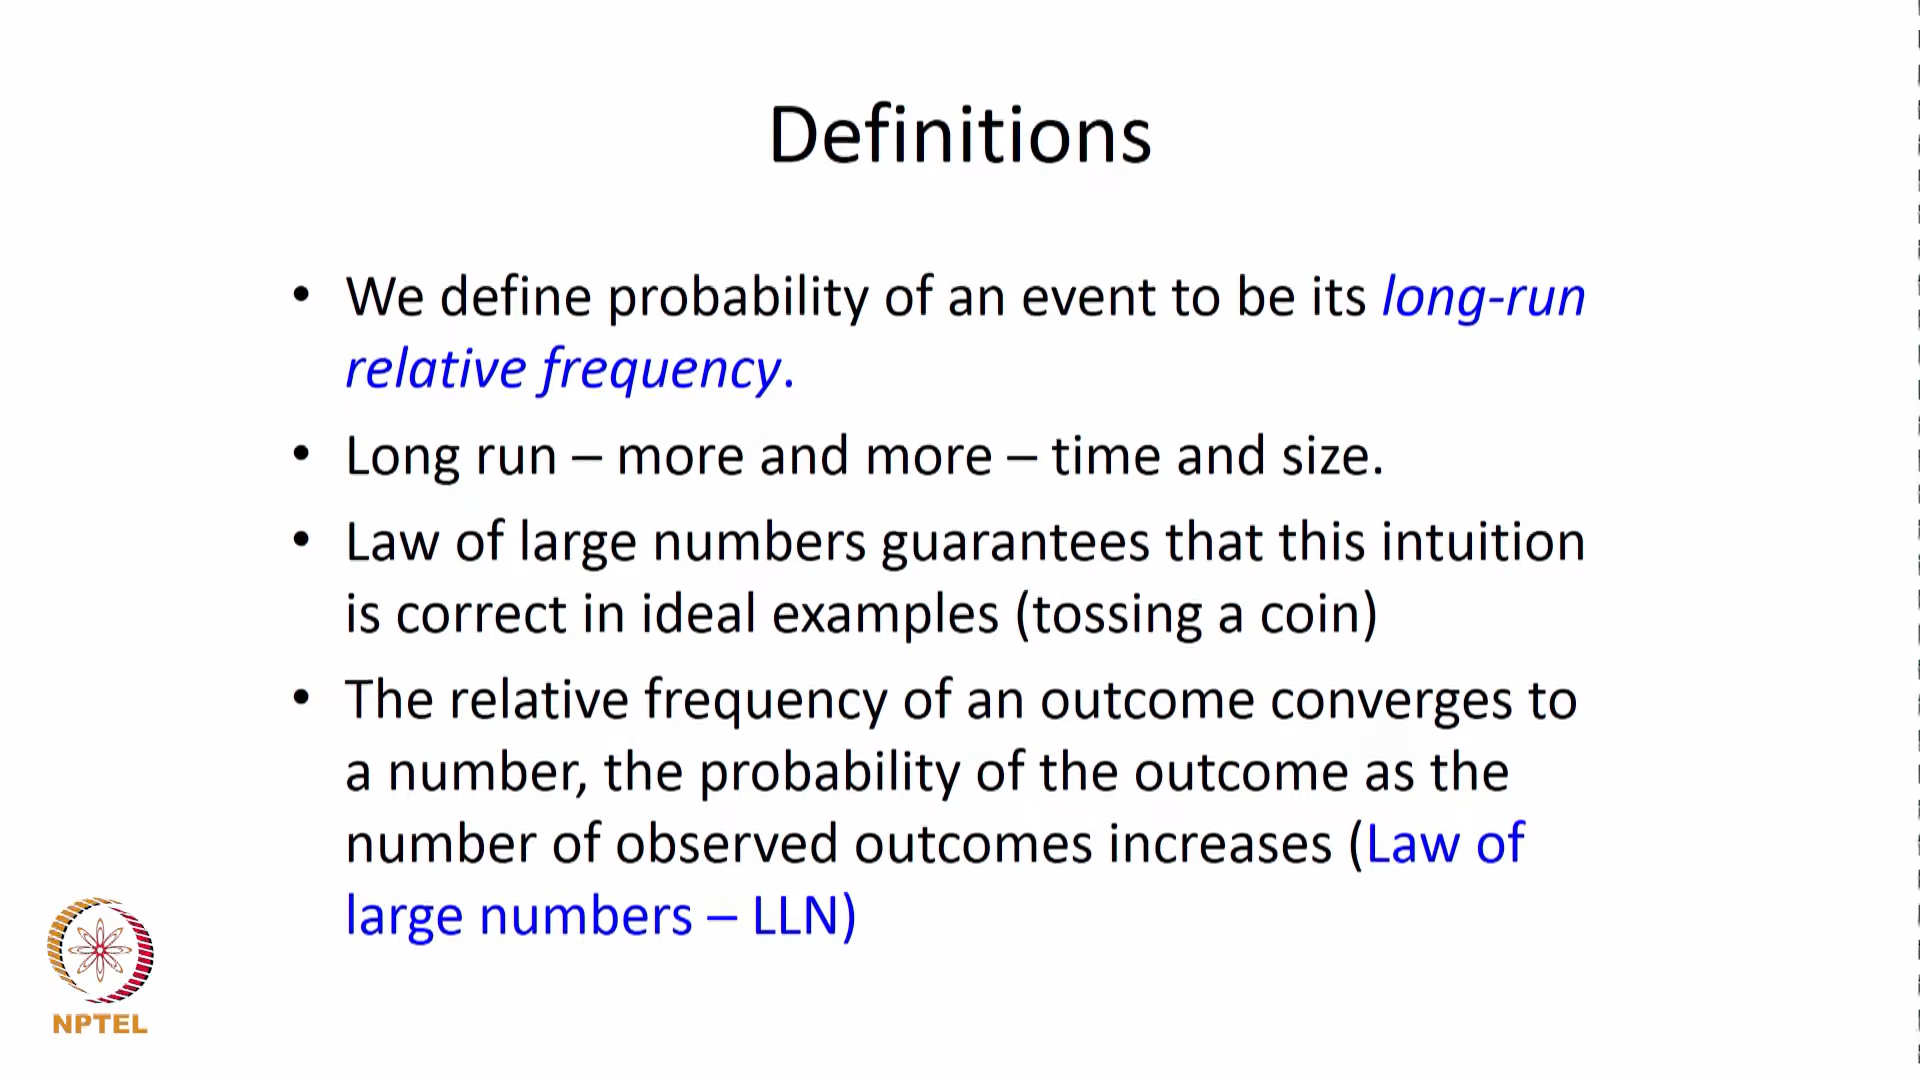 Definitions
• We define probability of an event to be its long-run
relative frequency.
• Long run – more and more – time and size.
• Law of large numbers guarantees that this intuition
is correct in ideal examples (tossing a coin)
• The relative frequency of an outcome converges to
a number, the probability of the outcome as the
number of observed outcomes increases (Law of
large numbers – LLN)
NPTEL